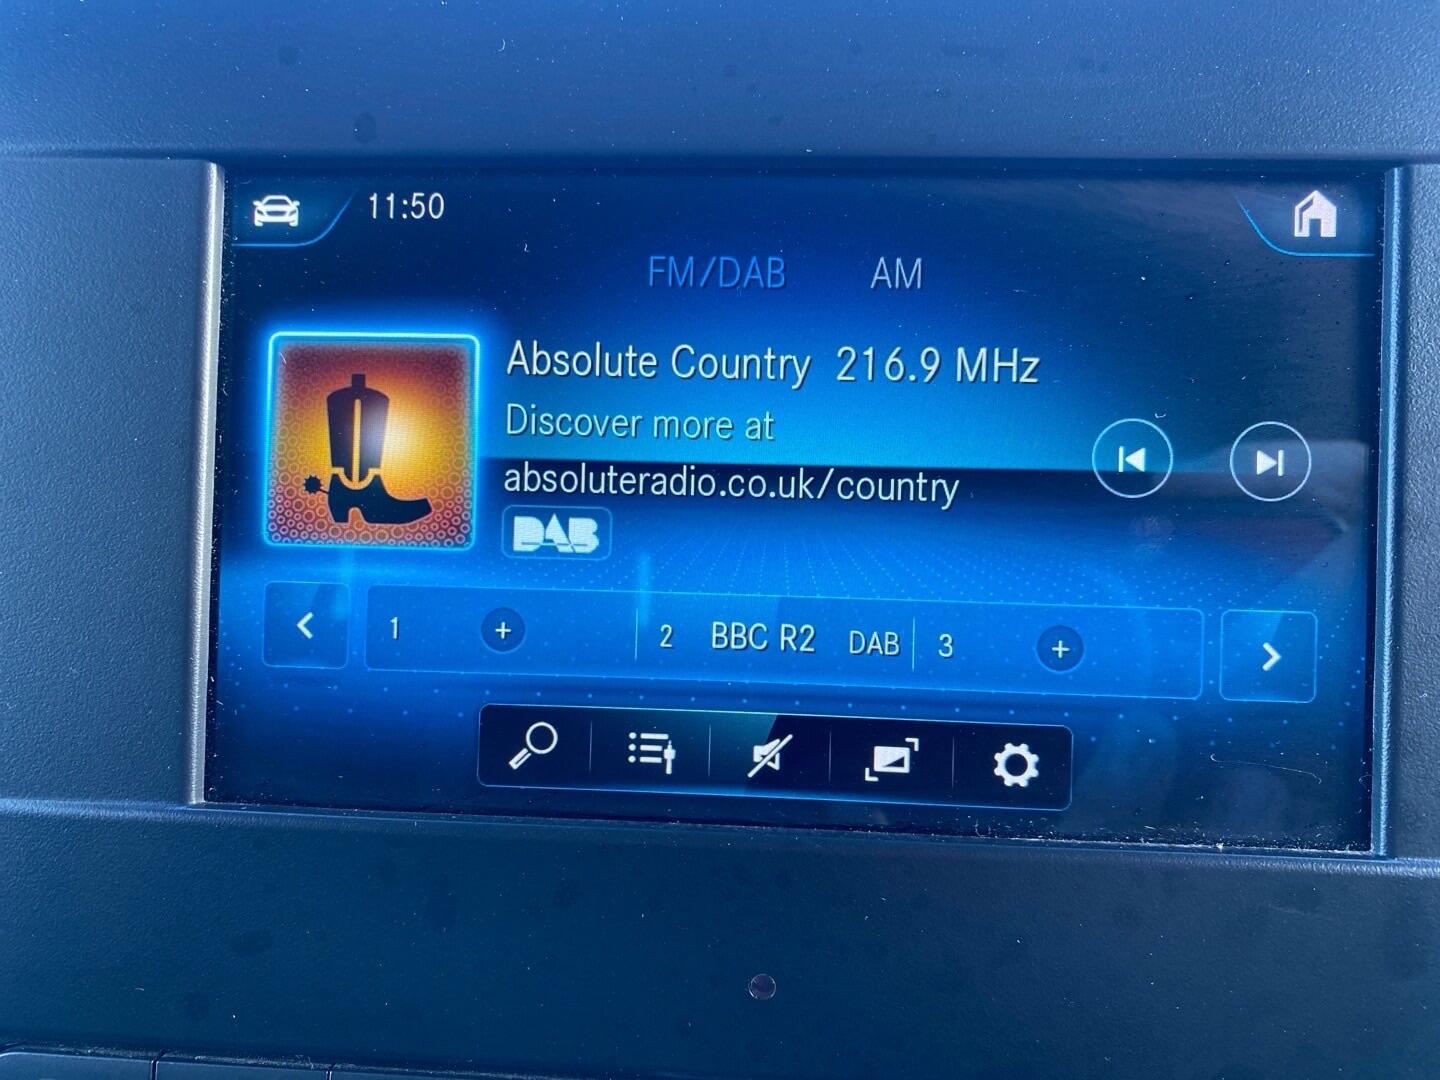 11:50
FM/DAB AM
Absolute Country 216.9 MHz
Discover more at
absoluteradio.co.uk/country
DAB
1 + 2 BBC R2 DAB 3 +